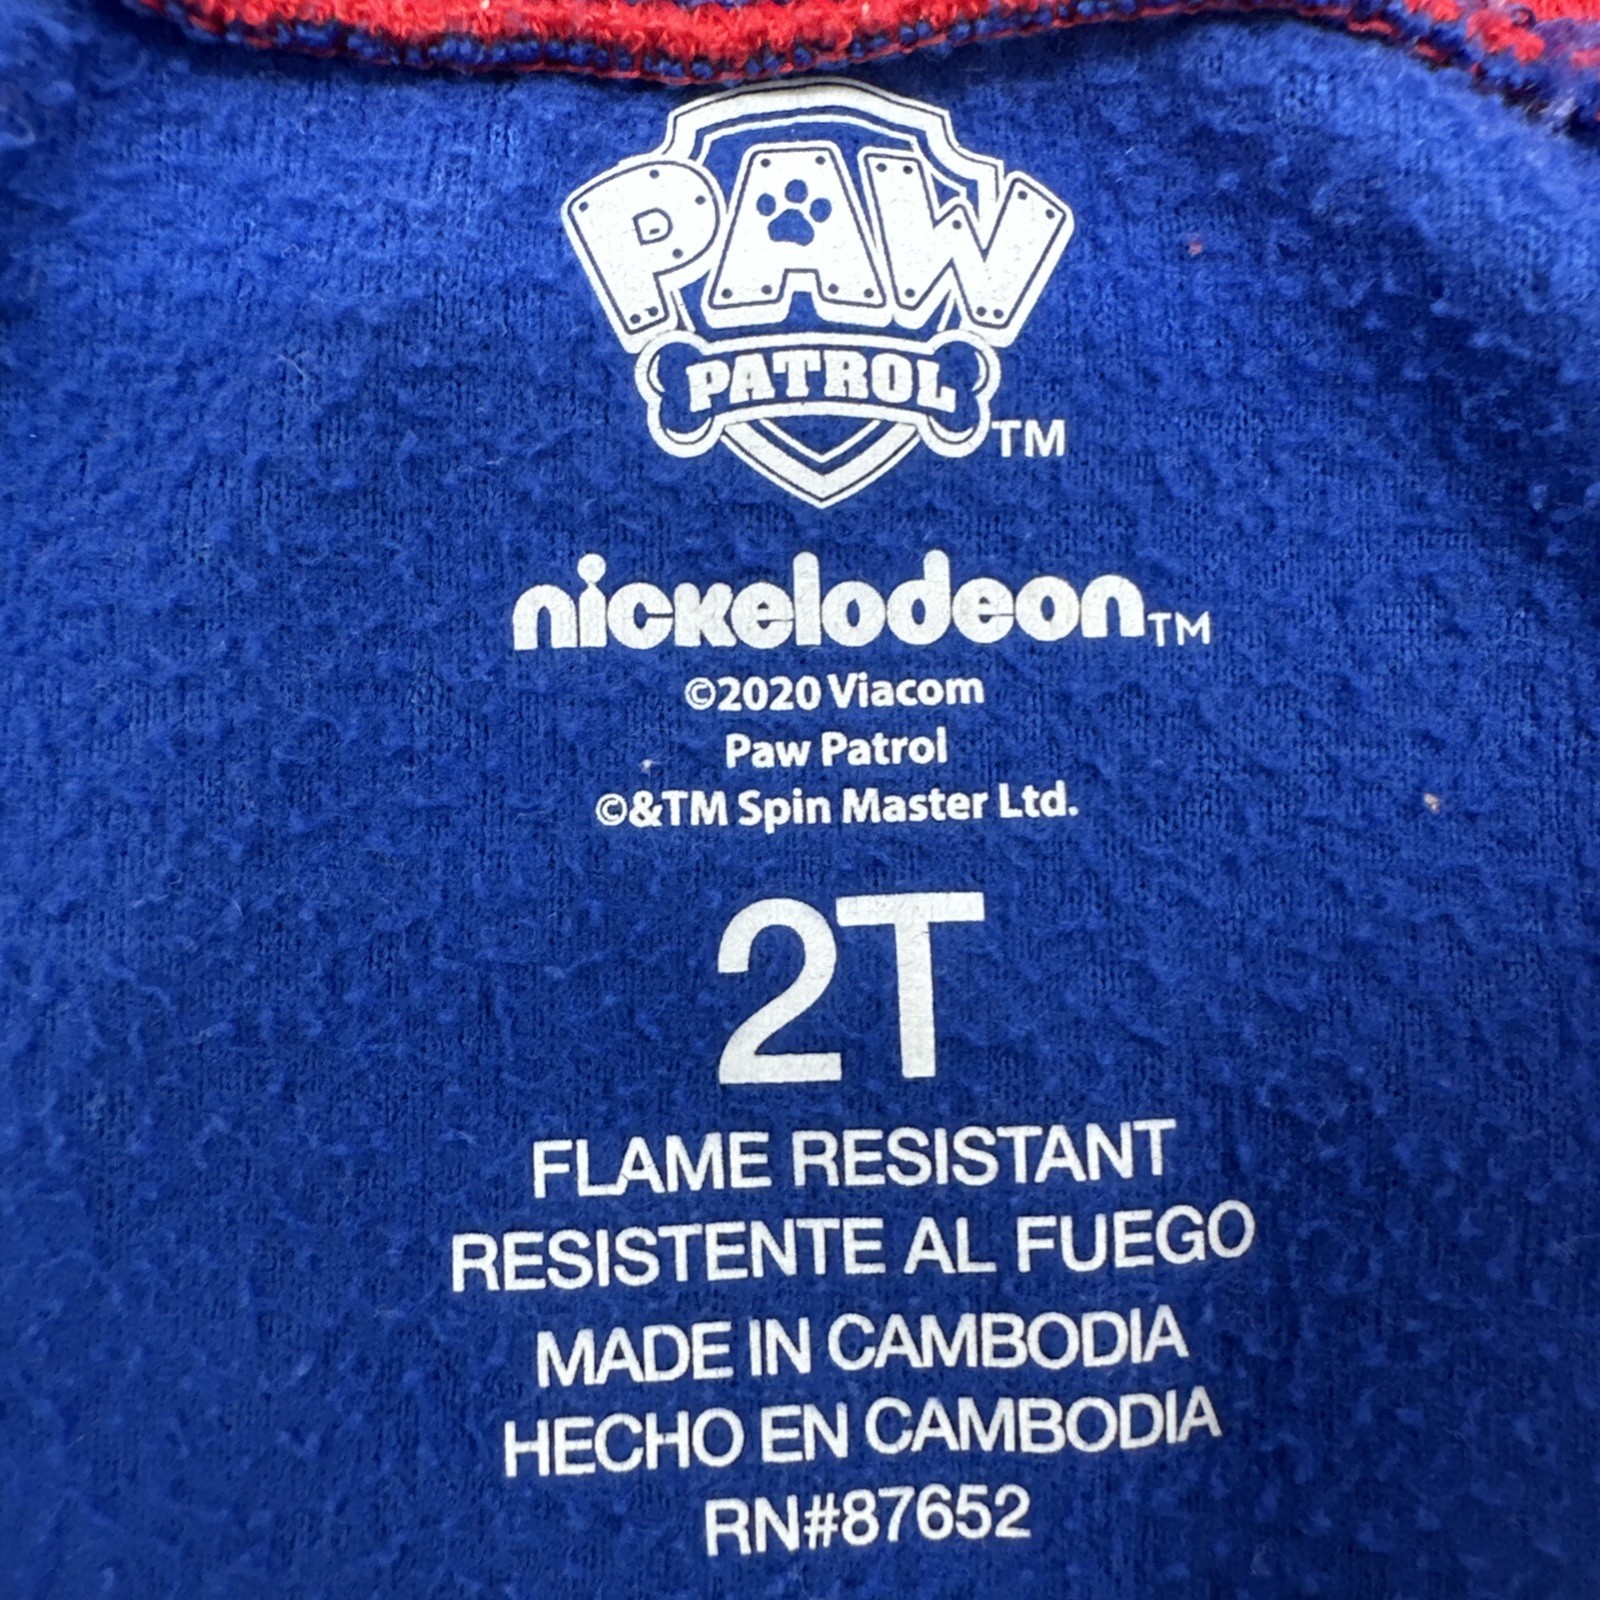 PAW
PATROL TM
nickelodeon TM
©2020 Viacom
Paw Patrol
©&TM Spin Master Ltd.
2T
FLAME RESISTANT
RESISTENTE AL FUEGO
MADE IN CAMBODIA
HECHO EN CAMBODIA
RN#87652